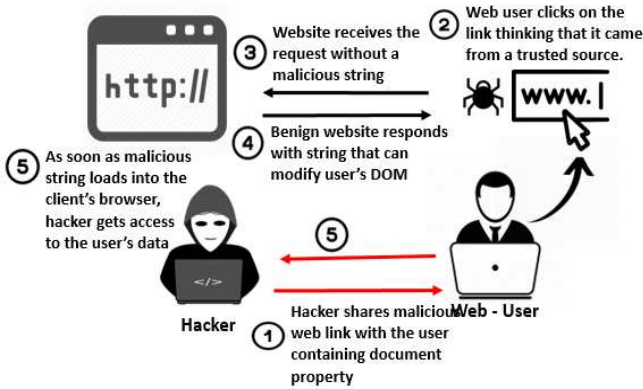 3
Website receives
the request without a
malicious string
2
Web user clicks on the
link thinking that it came
from a trusted source.
http://
www.
4
Benign website responds
with string that can
modify user's DOM
5
As soon as malicious
string loads into the
client's browser,
hacker gets access
to the user's data
5
</>
Hacker
Web - User
1
Hacker shares malicious
web link with the user
containing document
property